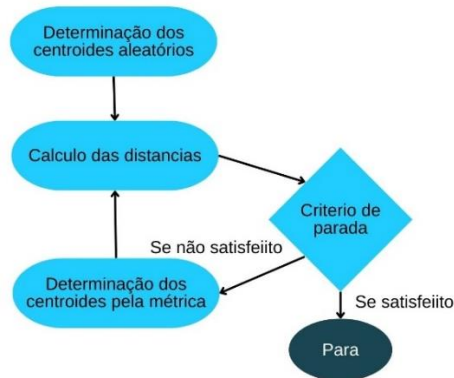 Determinação dos
centroides aleatórios
Calculo das distancias
Criterio de
parada
Se não satisfeiito
Determinação dos
centroides pela métrica
Se satisfeiito
Para